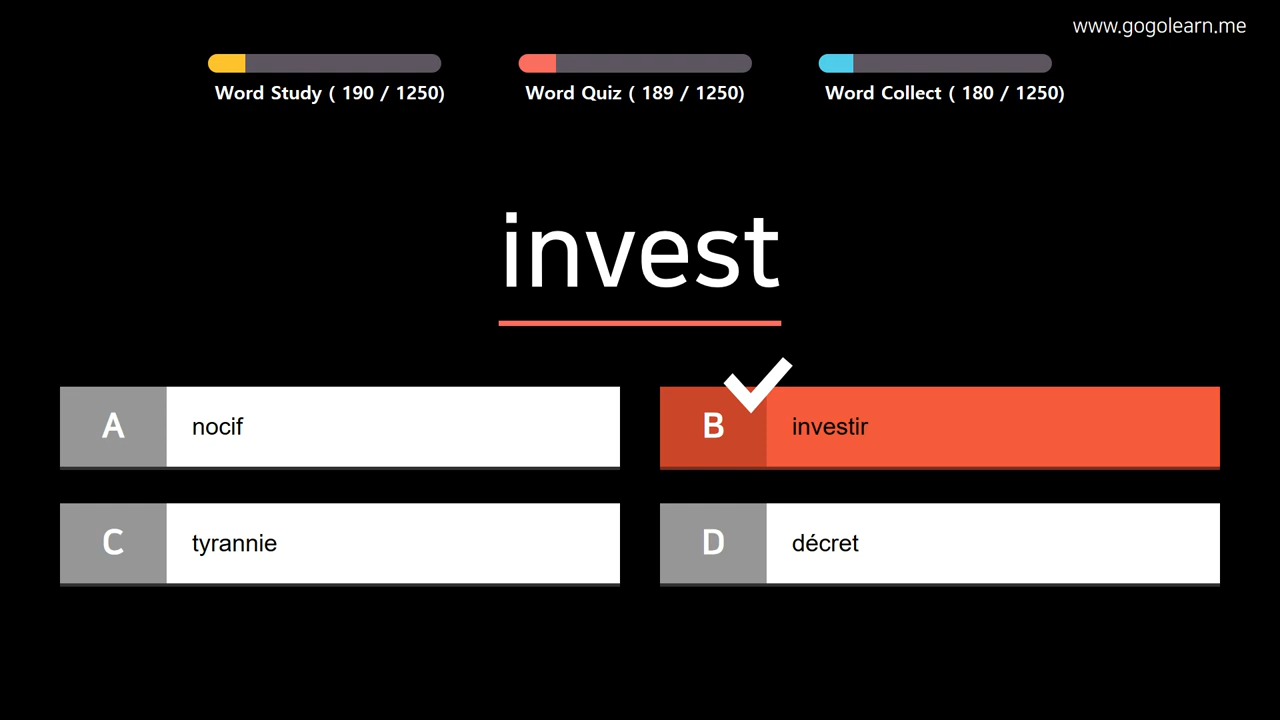 www.gogolearn.me
Word Study ( 190 / 1250)
Word Quiz ( 189 / 1250)
Word Collect ( 180 / 1250)
invest
A
nocif
B
investir
C
tyrannie
D
décret